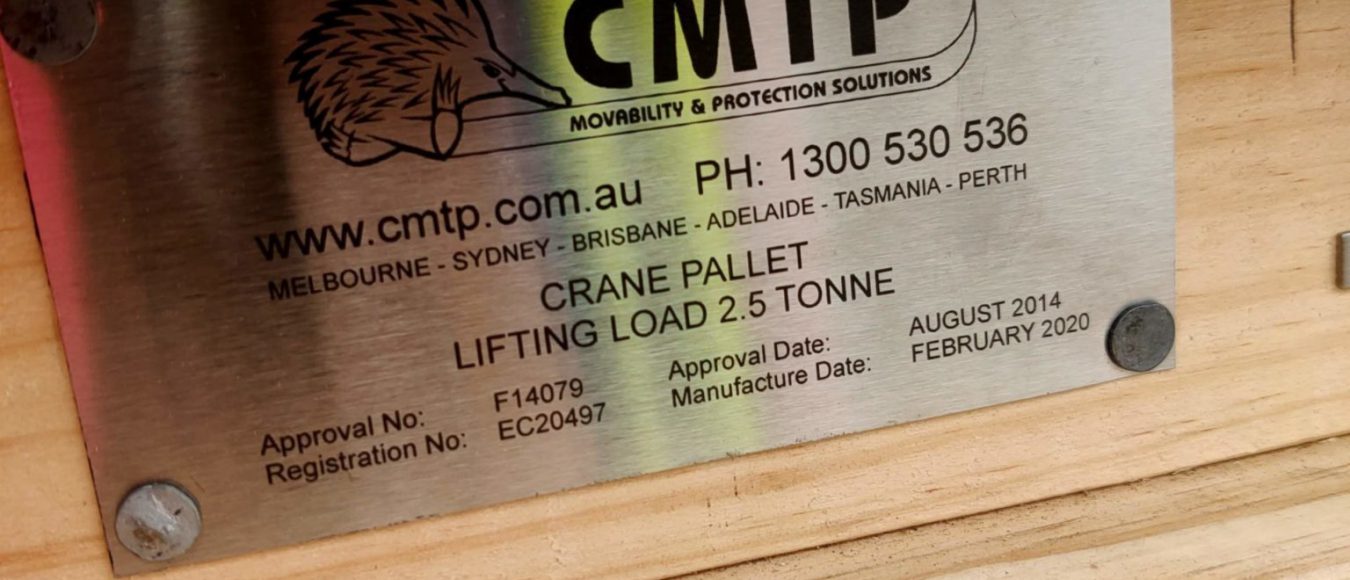 CMTP
MOVABILITY & PROTECTION SOLUTIONS
www.cmtp.com.au PH: 1300 530 536
MELBOURNE - SYDNEY - BRISBANE - ADELAIDE - TASMANIA - PERTH
CRANE PALLET
LIFTING LOAD 2.5 TONNE
Approval No: F14079 Approval Date: AUGUST 2014
Registration No: EC20497 Manufacture Date: FEBRUARY 2020